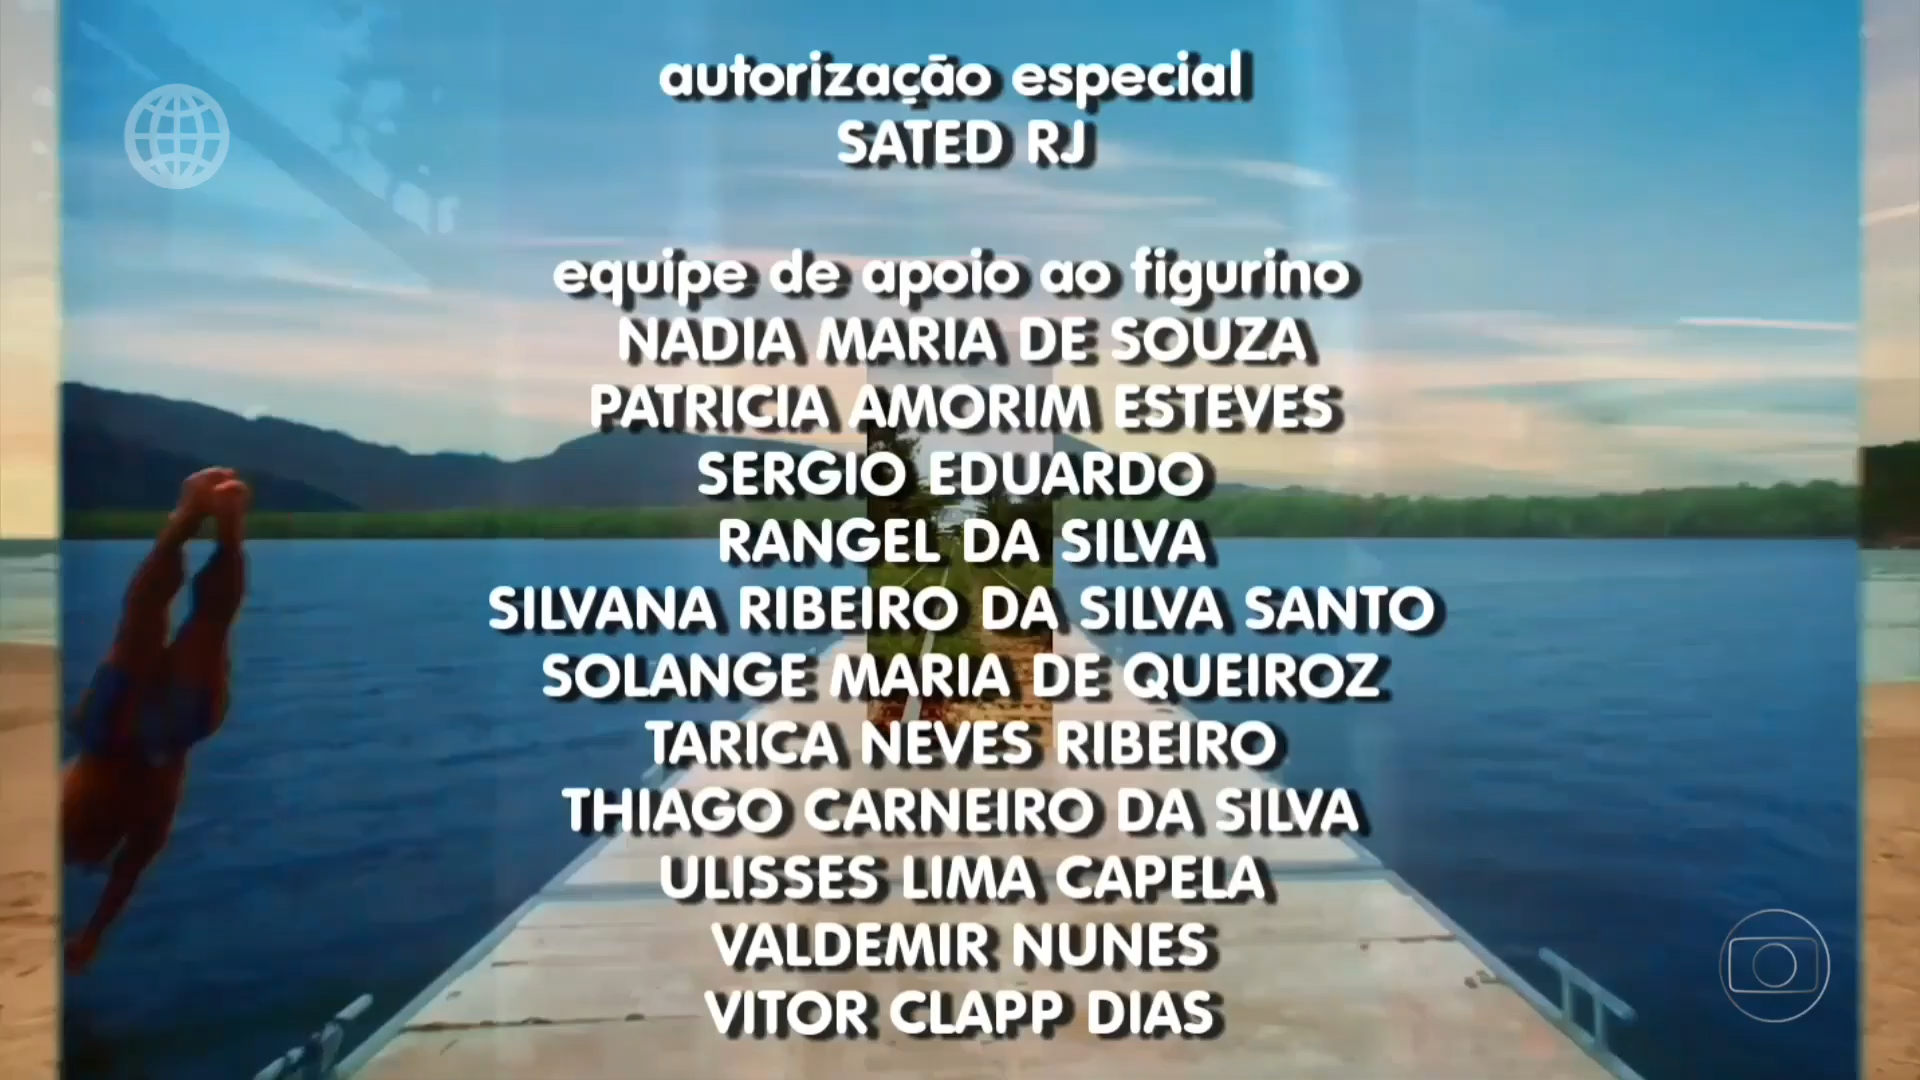 autorização especial
SATED RJ
equipe de apoio ao figurino
NADIA MARIA DE SOUZA
PATRICIA AMORIM ESTEVES
SERGIO EDUARDO
RANGEL DA SILVA
SILVANA RIBEIRO DA SILVA SANTO
SOLANGE MARIA DE QUEIROZ
TARICA NEVES RIBEIRO
THIAGO CARNEIRO DA SILVA
ULISSES LIMA CAPELA
VALDEMIR NUNES
VITOR CLAPP DIAS